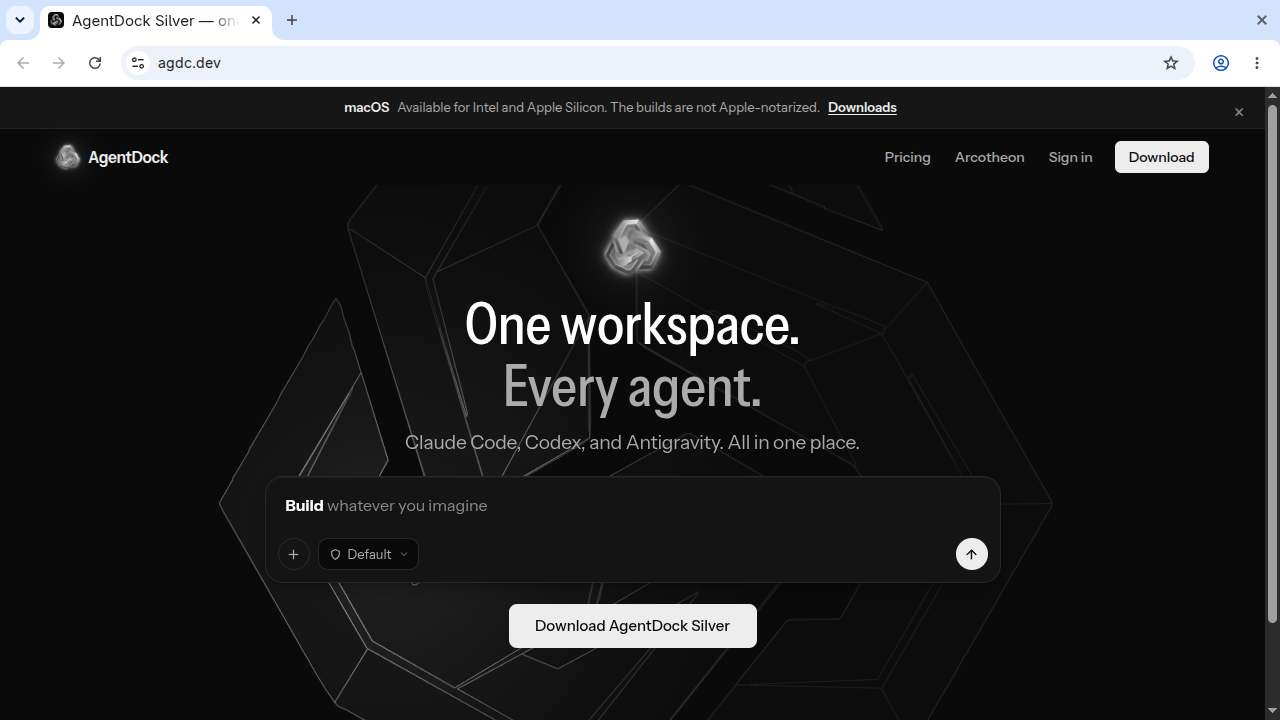 AgentDock Silver — on
agdc.dev
macOS Available for Intel and Apple Silicon. The builds are not Apple-notarized. Downloads
AgentDock
Pricing
Arcotheon
Sign in
Download
One workspace.
Every agent.
Claude Code, Codex, and Antigravity. All in one place.
Build whatever you imagine
Default
Download AgentDock Silver